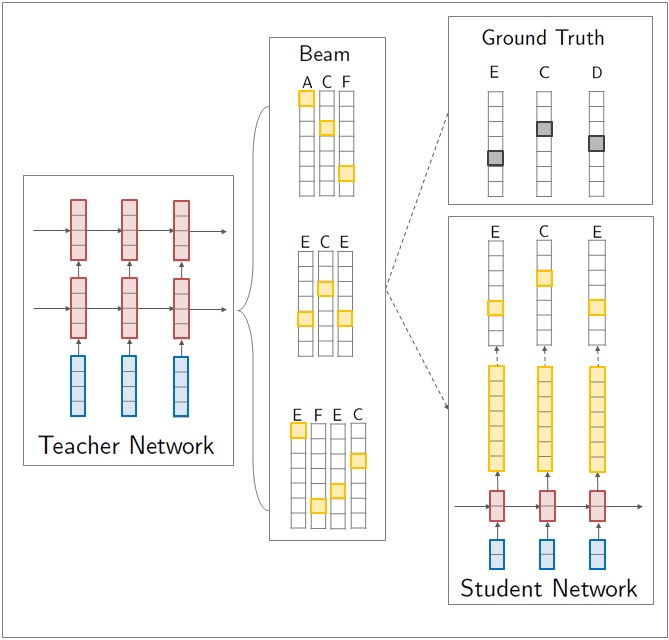 Teacher Network
Beam
A C F
E C E
E F E C
Ground Truth
E C D
E C E
Student Network